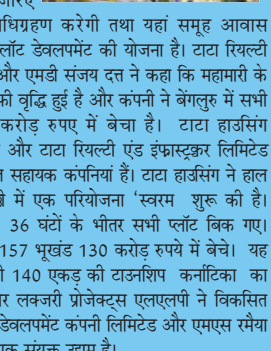 धिग्रहण करेगी तथा यहां समूह आवास
लॉट डेवलपमेंट की योजना है। टाटा रियल्टी
और एमडी संजय दत्त ने कहा कि महामारी के
फी वृद्धि हुई है और कंपनी ने बेंगलुरु में सभी
करोड़ रुपए में बेचा है। टाटा हाउसिंग
और टाटा रियल्टी एंड इंफ्रास्ट्रक्चर लिमिटेड
सहायक कंपनियां हैं। टाटा हाउसिंग ने हाल
में एक परियोजना ‘स्वरम शुरू की है।
36 घंटों के भीतर सभी प्लॉट बिक गए।
157 भूखंड 130 करोड़ रुपये में बेचे। यह
140 एकड़ की टाउनशिप कर्नाटिका का
र लक्जरी प्रोजेक्ट्स एलएलपी ने विकसित
डेवलपमेंट कंपनी लिमिटेड और एमएस रमैया